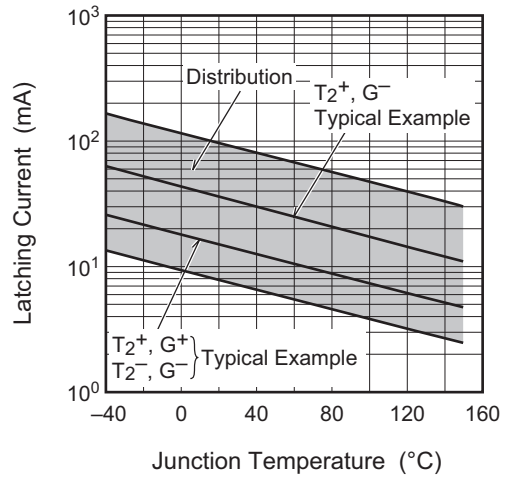 10³
10²
10¹
10⁰
Latching Current (mA)
Distribution
T2⁺, G⁻
Typical Example
T2⁺, G⁺
T2⁻, G⁻
Typical Example
–40 0 40 80 120 160
Junction Temperature (°C)